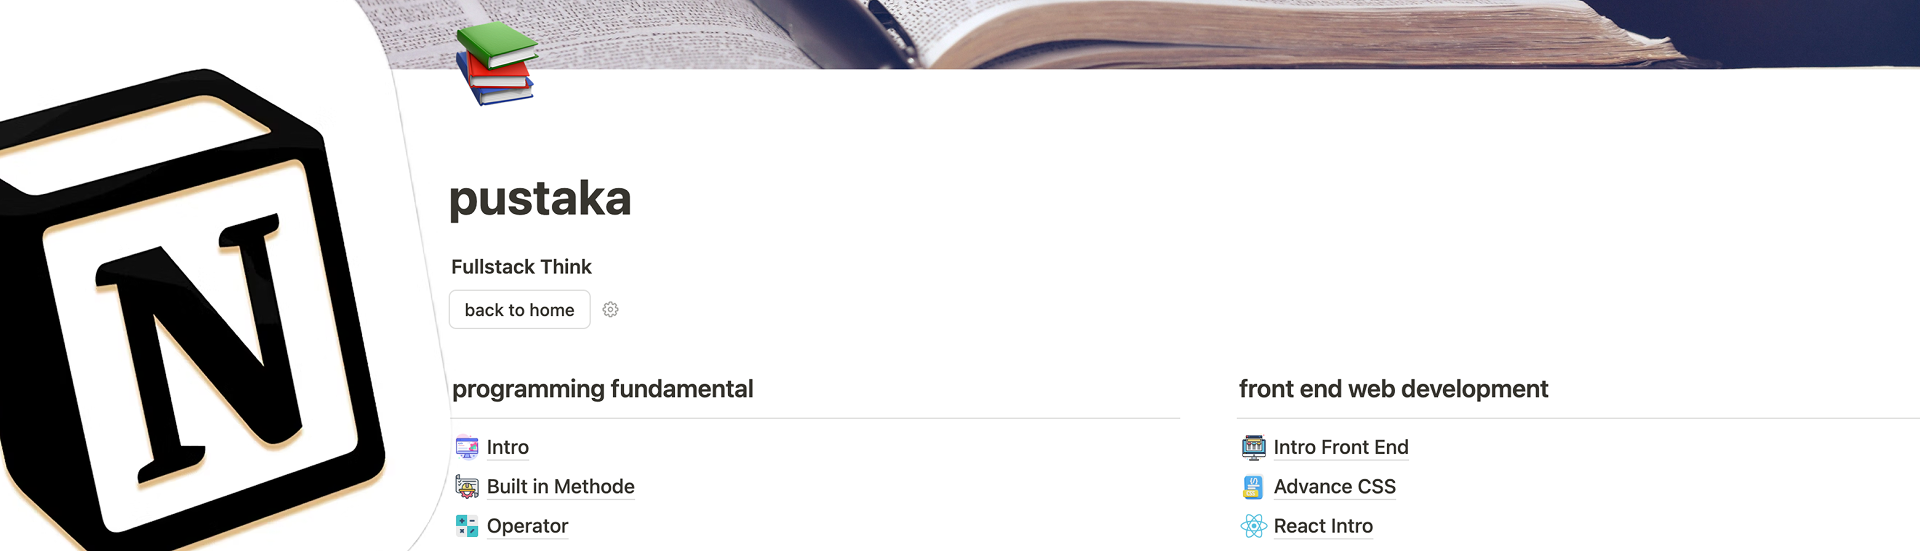 N
pustaka
Fullstack Think
back to home
programming fundamental
Intro
Built in Methode
Operator
front end web development
Intro Front End
Advance CSS
React Intro